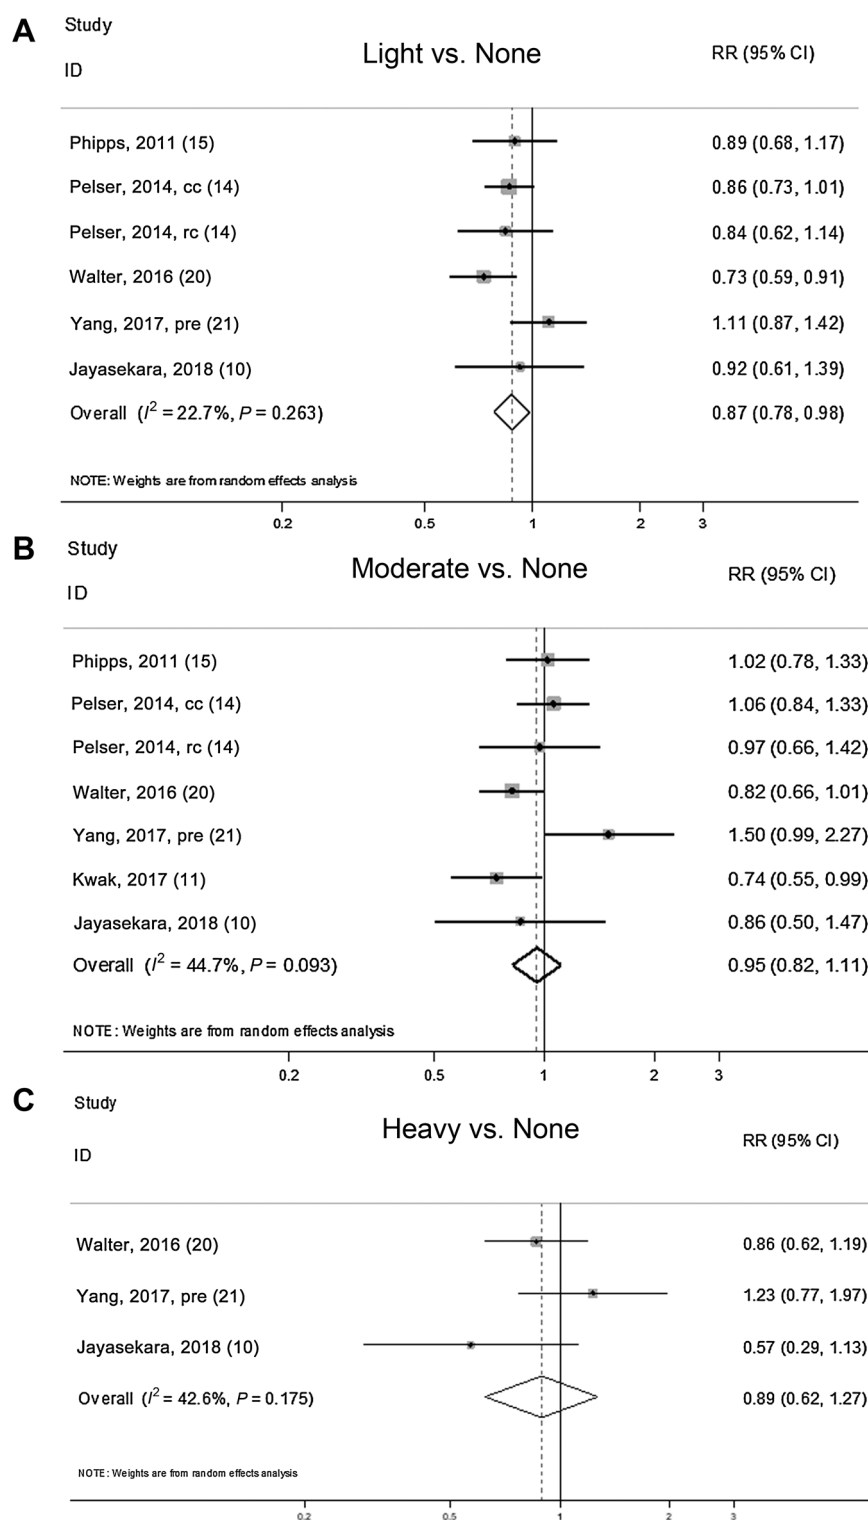 A
Study
Light vs. None
RR (95% CI)
ID
Phipps, 2011 (15) 0.89 (0.68, 1.17)
Pelser, 2014, cc (14) 0.86 (0.73, 1.01)
Pelser, 2014, rc (14) 0.84 (0.62, 1.14)
Walter, 2016 (20) 0.73 (0.59, 0.91)
Yang, 2017, pre (21) 1.11 (0.87, 1.42)
Jayasekara, 2018 (10) 0.92 (0.61, 1.39)
Overall (I² = 22.7%, P = 0.263) 0.87 (0.78, 0.98)
NOTE: Weights are from random effects analysis
0.2 0.5 1 2 3
B
Study
Moderate vs. None
RR (95% CI)
ID
Phipps, 2011 (15) 1.02 (0.78, 1.33)
Pelser, 2014, cc (14) 1.06 (0.84, 1.33)
Pelser, 2014, rc (14) 0.97 (0.66, 1.42)
Walter, 2016 (20) 0.82 (0.66, 1.01)
Yang, 2017, pre (21) 1.50 (0.99, 2.27)
Kwak, 2017 (11) 0.74 (0.55, 0.99)
Jayasekara, 2018 (10) 0.86 (0.50, 1.47)
Overall (I² = 44.7%, P = 0.093) 0.95 (0.82, 1.11)
NOTE: Weights are from random effects analysis
0.2 0.5 1 2 3
C
Study
Heavy vs. None
RR (95% CI)
ID
Walter, 2016 (20) 0.86 (0.62, 1.19)
Yang, 2017, pre (21) 1.23 (0.77, 1.97)
Jayasekara, 2018 (10) 0.57 (0.29, 1.13)
Overall (I² = 42.6%, P = 0.175) 0.89 (0.62, 1.27)
NOTE: Weights are from random effects analysis
0.2 0.5 1 2 3